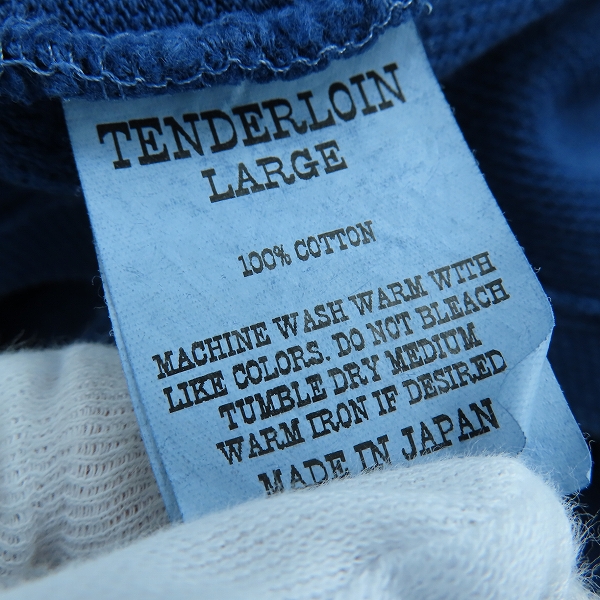 TENDERLOIN
LARGE
100% COTTON
MACHINE WASH WARM WITH
LIKE COLORS. DO NOT BLEACH
TUMBLE DRY MEDIUM
WARM IRON IF DESIRED
MADE IN JAPAN